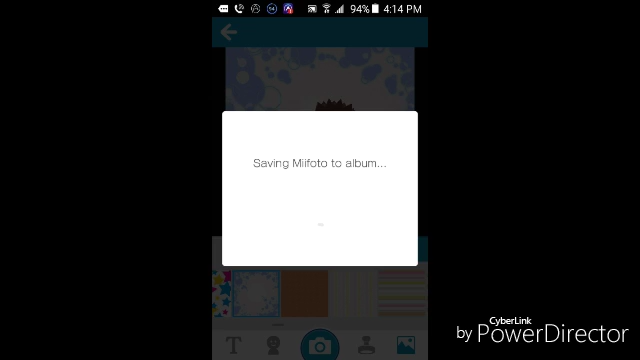 94% 4:14 PM
Saving Miifoto to album...
T
CyberLink
by PowerDirector